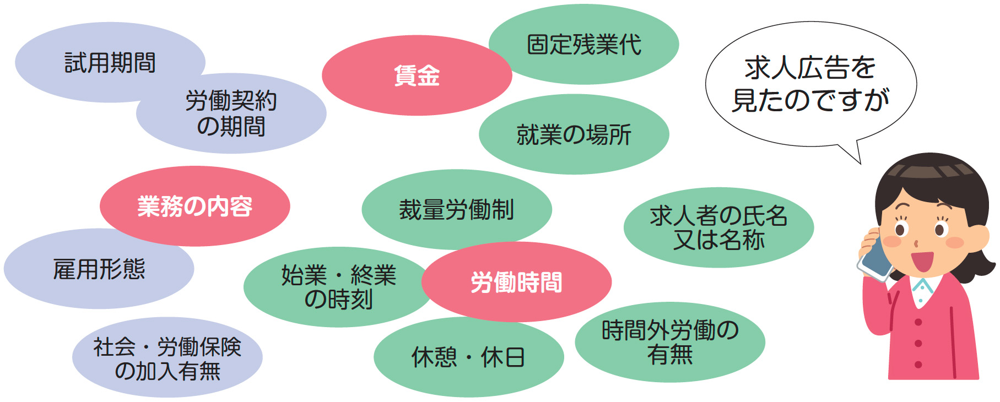 試用期間
労働契約
の期間
賃金
固定残業代
就業の場所
求人広告を
見たのですが
業務の内容
裁量労働制
求人者の氏名
又は名称
雇用形態
始業・終業
の時刻
労働時間
社会・労働保険
の加入有無
休憩・休日
時間外労働の
有無